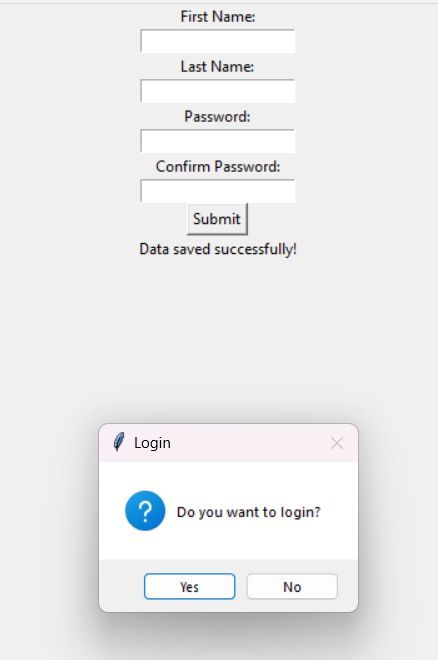 First Name:
Last Name:
Password:
Confirm Password:
Submit
Data saved successfully!
Login
Do you want to login?
Yes
No